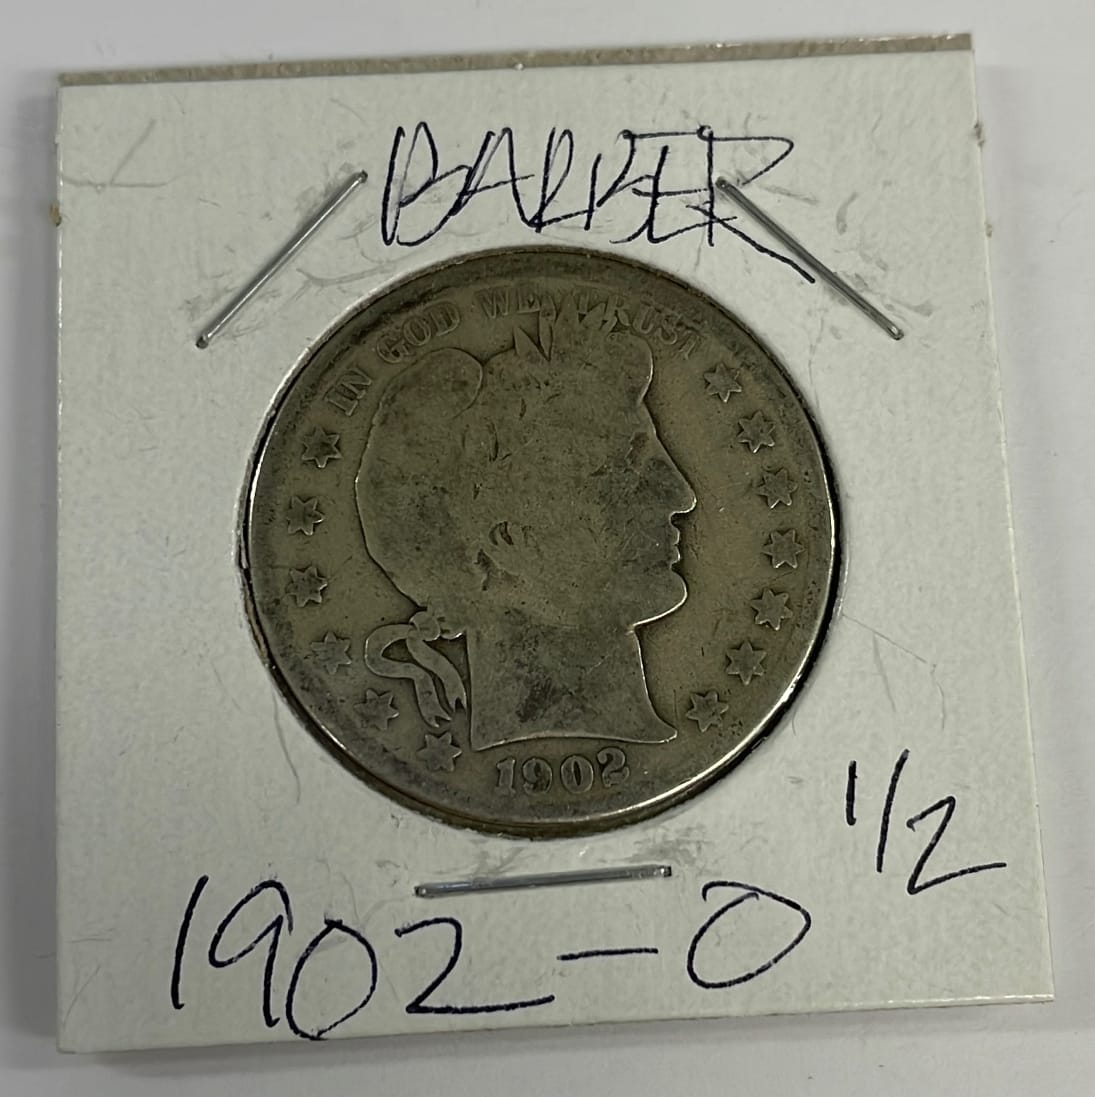 BARBER
IN GOD WE TRUST
1902
1/2
1902-O